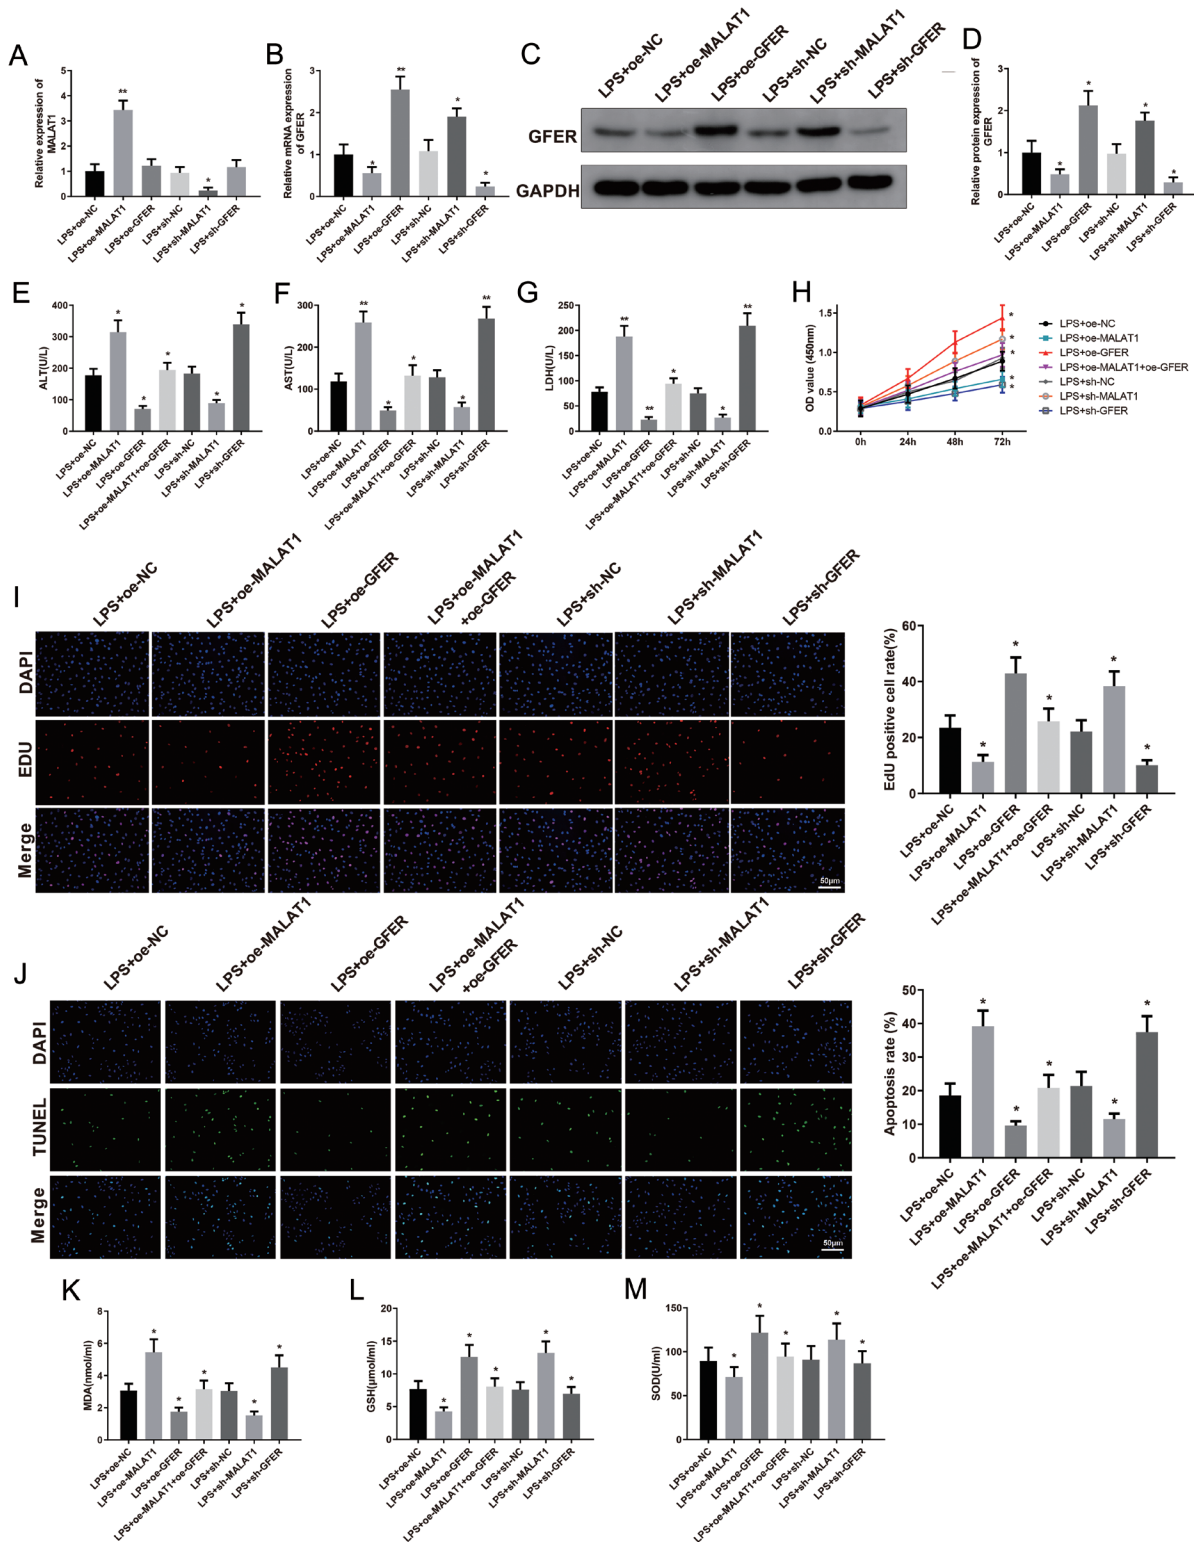 A
Relative expression of
MALAT1
5
4
3
2
1
0
**
*
LPS+oe-NC
LPS+oe-MALAT1
LPS+oe-GFER
LPS+sh-NC
LPS+sh-MALAT1
LPS+sh-GFER
B
Relative mRNA expression
of GFER
3
2
1
0
*
**
*
*
LPS+oe-NC
LPS+oe-MALAT1
LPS+oe-GFER
LPS+sh-NC
LPS+sh-MALAT1
LPS+sh-GFER
C
LPS+oe-NC
LPS+oe-MALAT1
LPS+oe-GFER
LPS+sh-NC
LPS+sh-MALAT1
LPS+sh-GFER
GFER
GAPDH
D
Relative protein expression of
GFER
3
2
1
0
*
*
*
*
LPS+oe-NC
LPS+oe-MALAT1
LPS+oe-GFER
LPS+sh-NC
LPS+sh-MALAT1
LPS+sh-GFER
E
ALT(U/L)
400
300
200
100
0
*
*
*
*
*
LPS+oe-NC
LPS+oe-MALAT1
LPS+oe-GFER
LPS+oe-MALAT1+oe-GFER
LPS+sh-NC
LPS+sh-MALAT1
LPS+sh-GFER
F
AST(U/L)
300
200
100
0
**
*
*
*
**
LPS+oe-NC
LPS+oe-MALAT1
LPS+oe-GFER
LPS+oe-MALAT1+oe-GFER
LPS+sh-NC
LPS+sh-MALAT1
LPS+sh-GFER
G
LDH(U/L)
250
200
150
100
50
0
**
**
*
*
**
LPS+oe-NC
LPS+oe-MALAT1
LPS+oe-GFER
LPS+oe-MALAT1+oe-GFER
LPS+sh-NC
LPS+sh-MALAT1
LPS+sh-GFER
H
OD value (450nm)
1.5
1.0
0.5
0.0
0h
24h
48h
72h
*
*
*
*
*
LPS+oe-NC
LPS+oe-MALAT1
LPS+oe-GFER
LPS+oe-MALAT1+oe-GFER
LPS+sh-NC
LPS+sh-MALAT1
LPS+sh-GFER
I
LPS+oe-NC
LPS+oe-MALAT1
LPS+oe-GFER
LPS+oe-MALAT1
+oe-GFER
LPS+sh-NC
LPS+sh-MALAT1
LPS+sh-GFER
DAPI
EDU
Merge
50μm
EdU positive cell rate(%)
60
40
20
0
*
*
*
*
*
LPS+oe-NC
LPS+oe-MALAT1
LPS+oe-GFER
LPS+oe-MALAT1+oe-GFER
LPS+sh-NC
LPS+sh-MALAT1
LPS+sh-GFER
J
LPS+oe-NC
LPS+oe-MALAT1
LPS+oe-GFER
LPS+oe-MALAT1
+oe-GFER
LPS+sh-NC
LPS+sh-MALAT1
LPS+sh-GFER
DAPI
TUNEL
Merge
50μm
Apoptosis rate (%)
50
40
30
20
10
0
*
*
*
*
*
LPS+oe-NC
LPS+oe-MALAT1
LPS+oe-GFER
LPS+oe-MALAT1+oe-GFER
LPS+sh-NC
LPS+sh-MALAT1
LPS+sh-GFER
K
MDA(nmol/ml)
8
6
4
2
0
*
*
*
*
*
LPS+oe-NC
LPS+oe-MALAT1
LPS+oe-GFER
LPS+oe-MALAT1+oe-GFER
LPS+sh-NC
LPS+sh-MALAT1
LPS+sh-GFER
L
GSH(μmol/ml)
20
15
10
5
0
*
*
*
*
*
LPS+oe-NC
LPS+oe-MALAT1
LPS+oe-GFER
LPS+oe-MALAT1+oe-GFER
LPS+sh-NC
LPS+sh-MALAT1
LPS+sh-GFER
M
SOD(U/ml)
150
100
50
0
*
*
*
*
*
LPS+oe-NC
LPS+oe-MALAT1
LPS+oe-GFER
LPS+oe-MALAT1+oe-GFER
LPS+sh-NC
LPS+sh-MALAT1
LPS+sh-GFER